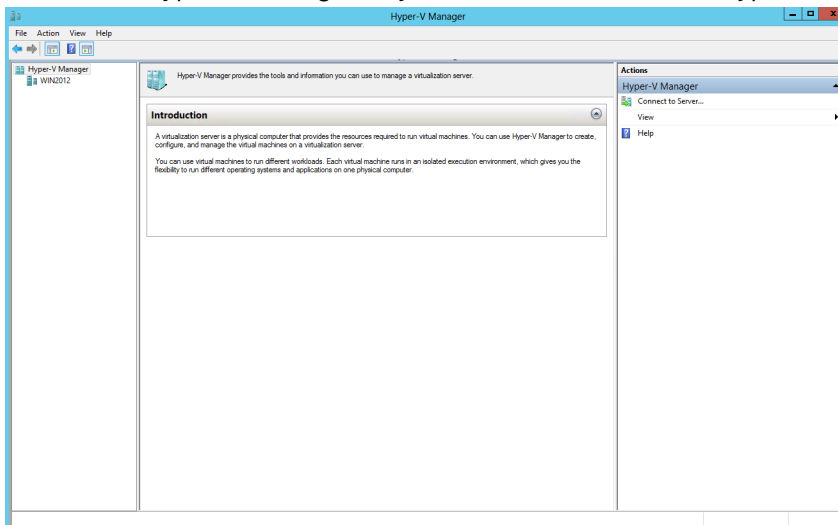 Hyper-V Manager
File Action View Help
Hyper-V Manager
WIN2012
Hyper-V Manager provides the tools and information you can use to manage a virtualization server.
Introduction
A virtualization server is a physical computer that provides the resources required to run virtual machines. You can use Hyper-V Manager to create,
configure, and manage the virtual machines on a virtualization server.
You can use virtual machines to run different workloads. Each virtual machine runs in an isolated execution environment, which gives you the
flexibility to run different operating systems and applications on one physical computer.
Actions
Hyper-V Manager
Connect to Server...
View
Help